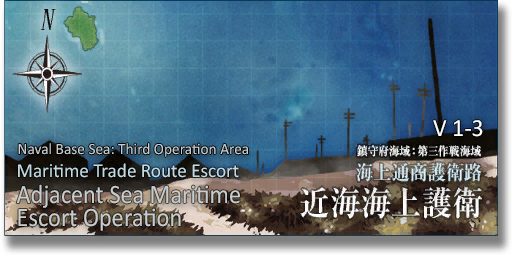 N
V 1-3
Naval Base Sea: Third Operation Area
鎮守府海域：第三作戦海域
Maritime Trade Route Escort
海上通商護衛路
Adjacent Sea Maritime
Escort Operation
近海海上護衛